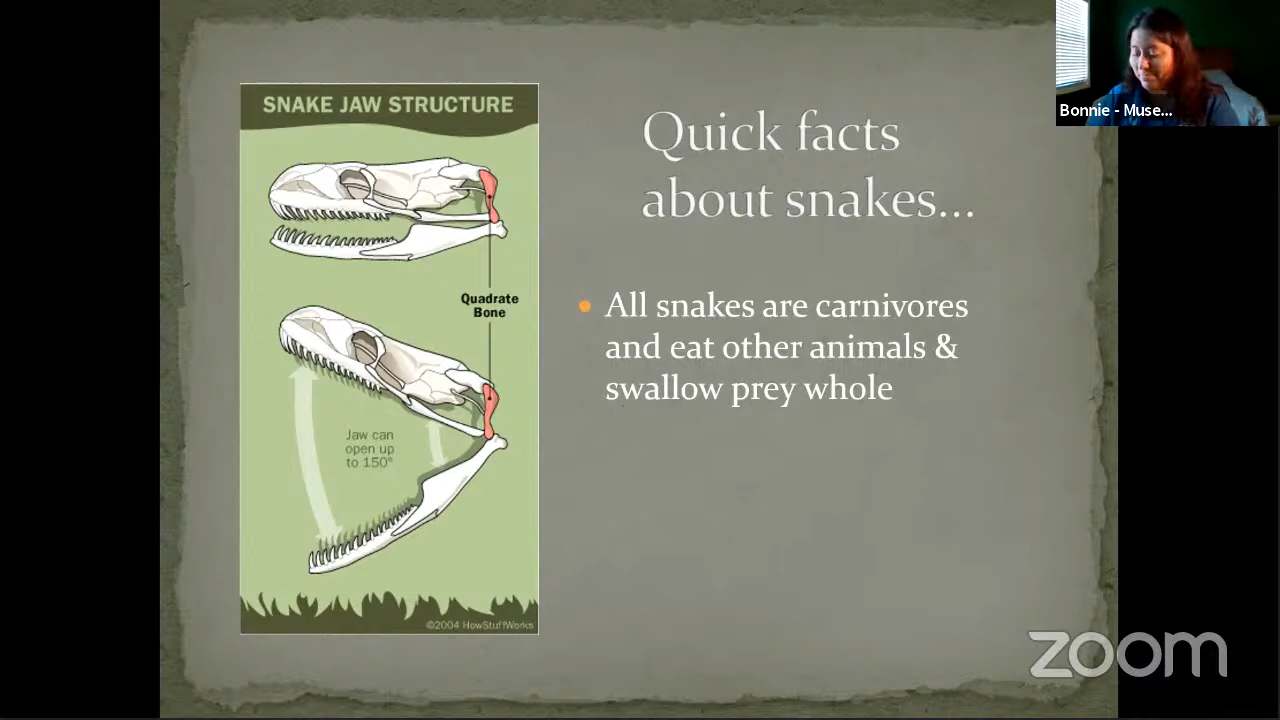 SNAKE JAW STRUCTURE
Quadrate
Bone
Jaw can
open up
to 150°
©2004 HowStuffWorks
Quick facts
about snakes...
• All snakes are carnivores
and eat other animals &
swallow prey whole
Bonnie - Muse...
zoom